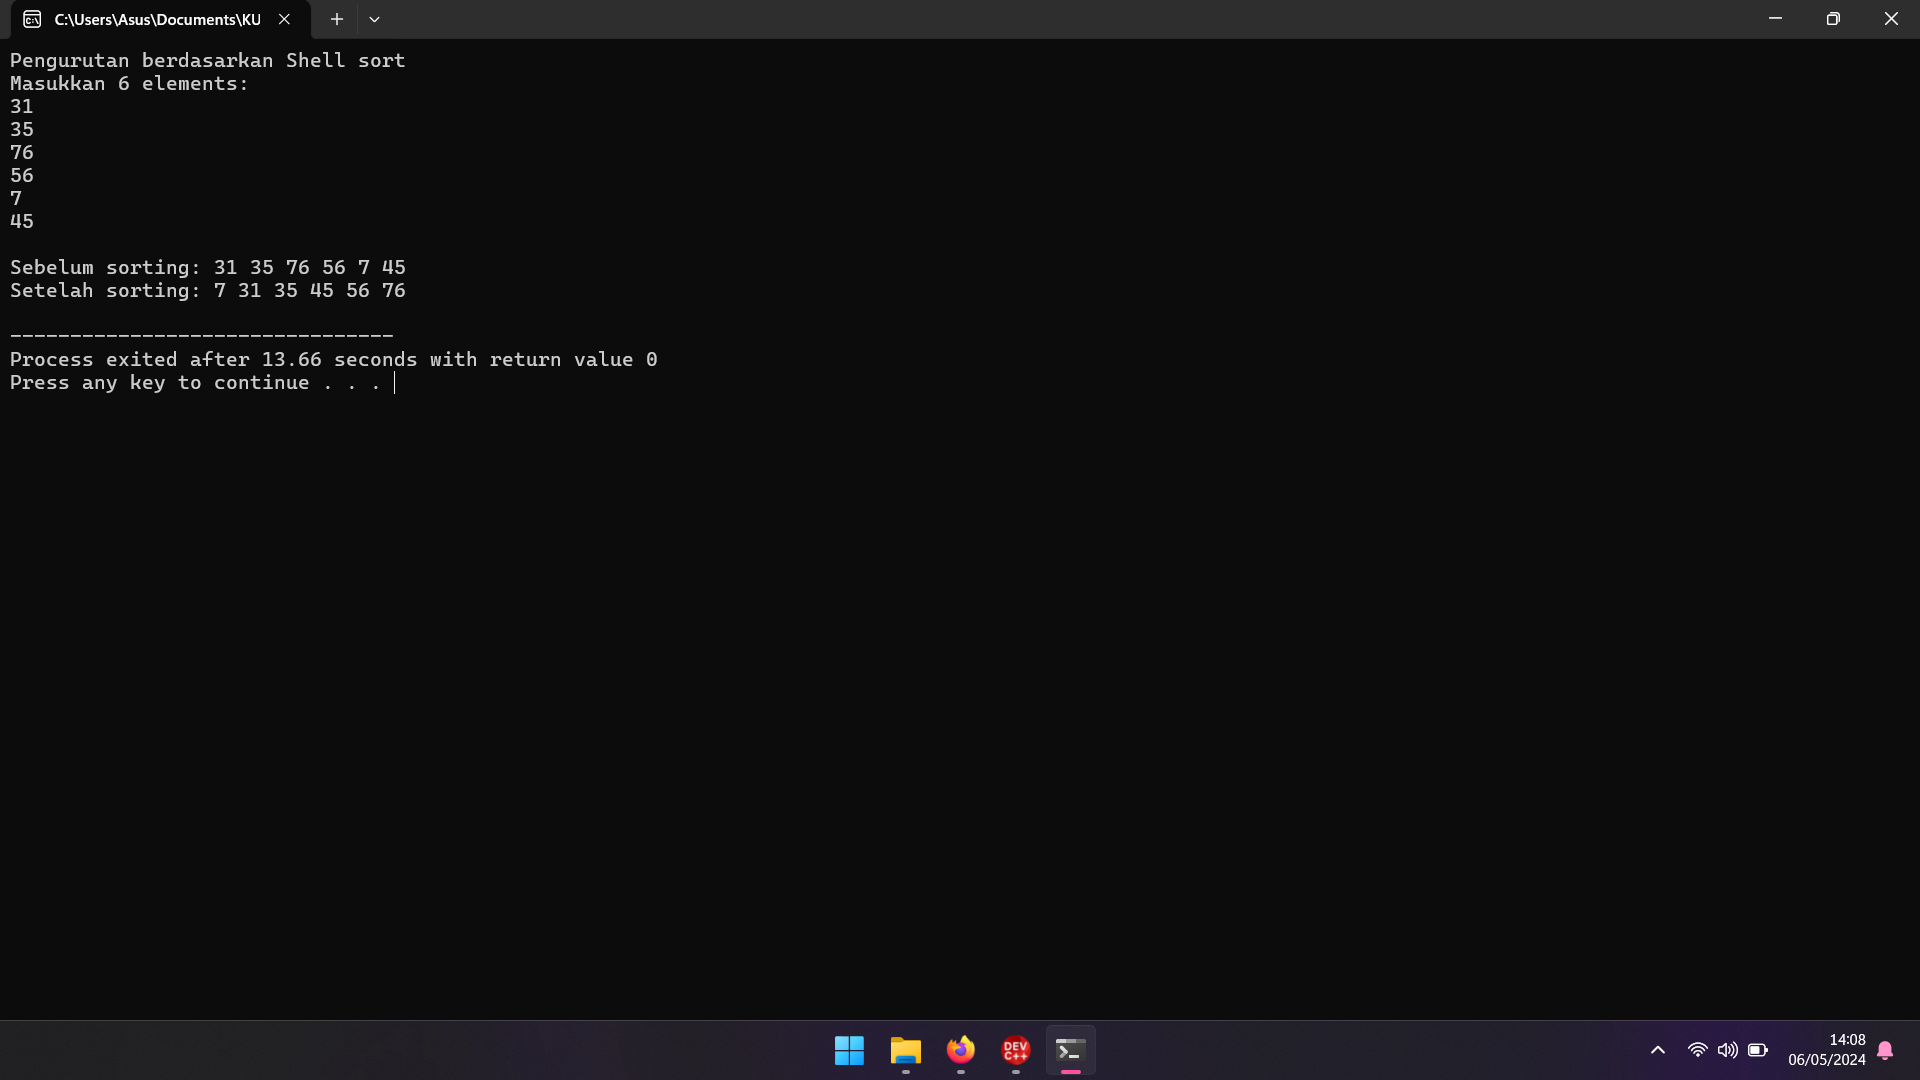 C:\Users\Asus\Documents\KU
Pengurutan berdasarkan Shell sort
Masukkan 6 elements:
31
35
76
56
7
45
Sebelum sorting: 31 35 76 56 7 45
Setelah sorting: 7 31 35 45 56 76
--------------------------------
Process exited after 13.66 seconds with return value 0
Press any key to continue . . .
DEV
C++
14:08
06/05/2024